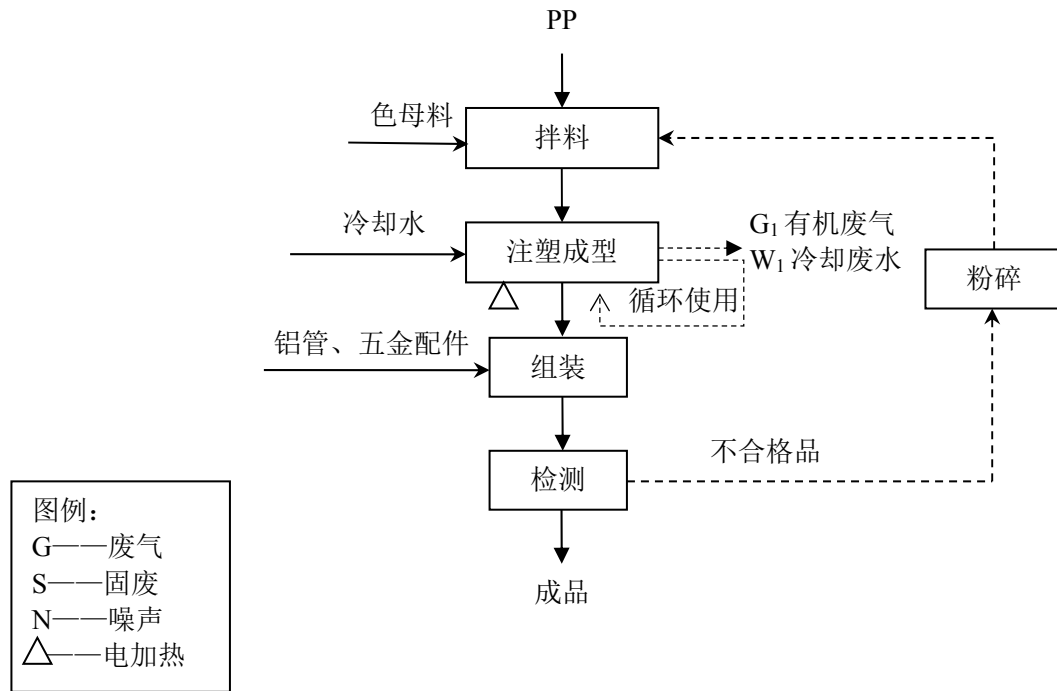 PP
色母料
拌料
冷却水
注塑成型
G₁ 有机废气
W₁ 冷却废水
粉碎
循环使用
铝管、五金配件
组装
不合格品
检测
成品
图例：
G——废气
S——固废
N——噪声
△——电加热